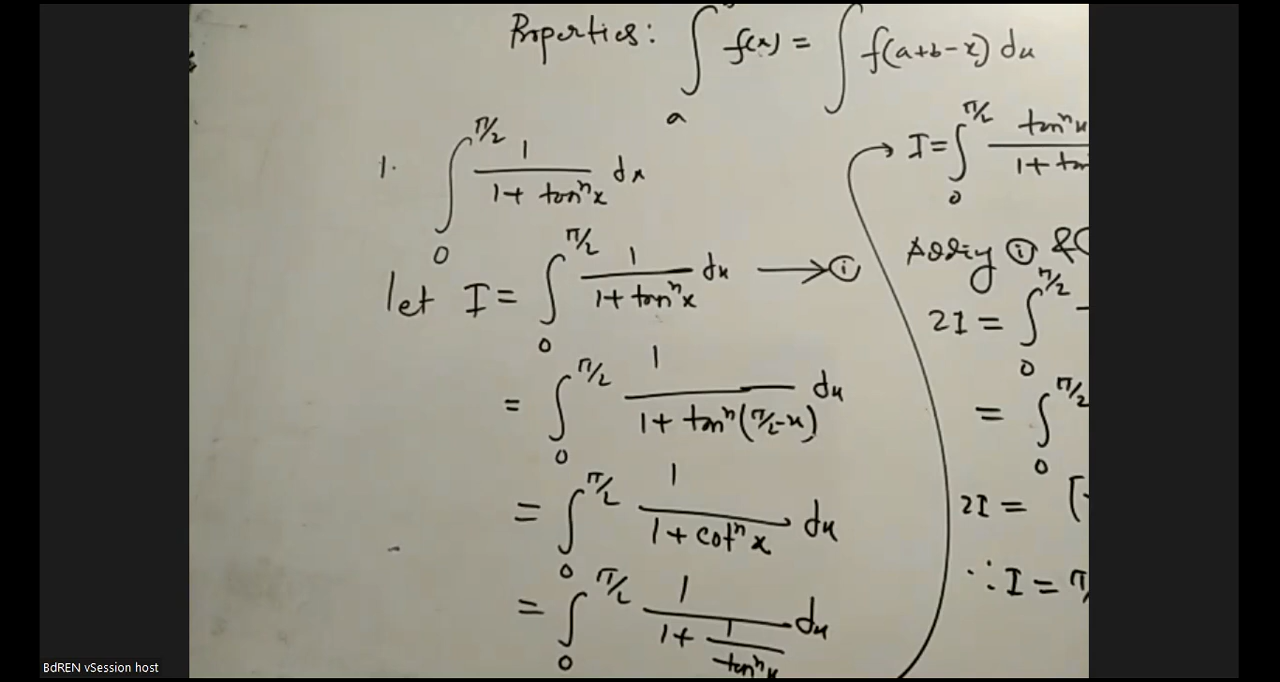 Properties: ∫ₐ f(x) = ∫ f(a+b-x) dx
1. ∫₀^{π/2} 1/(1+ tanⁿx) dx
let I = ∫₀^{π/2} 1/(1+ tanⁿx) dx → (i)
= ∫₀^{π/2} 1/(1+ tanⁿ(π/2-x)) dx
= ∫₀^{π/2} 1/(1+ cotⁿx) dx
= ∫₀^{π/2} 1/(1+ 1/tanⁿx) dx
→ I = ∫₀^{π/2} tanⁿx/(1+ tan
Adding (i) &
2I = ∫₀^{π/2}
= ∫₀^{π/2}
2I = [
∴ I = π/
BdREN vSession host